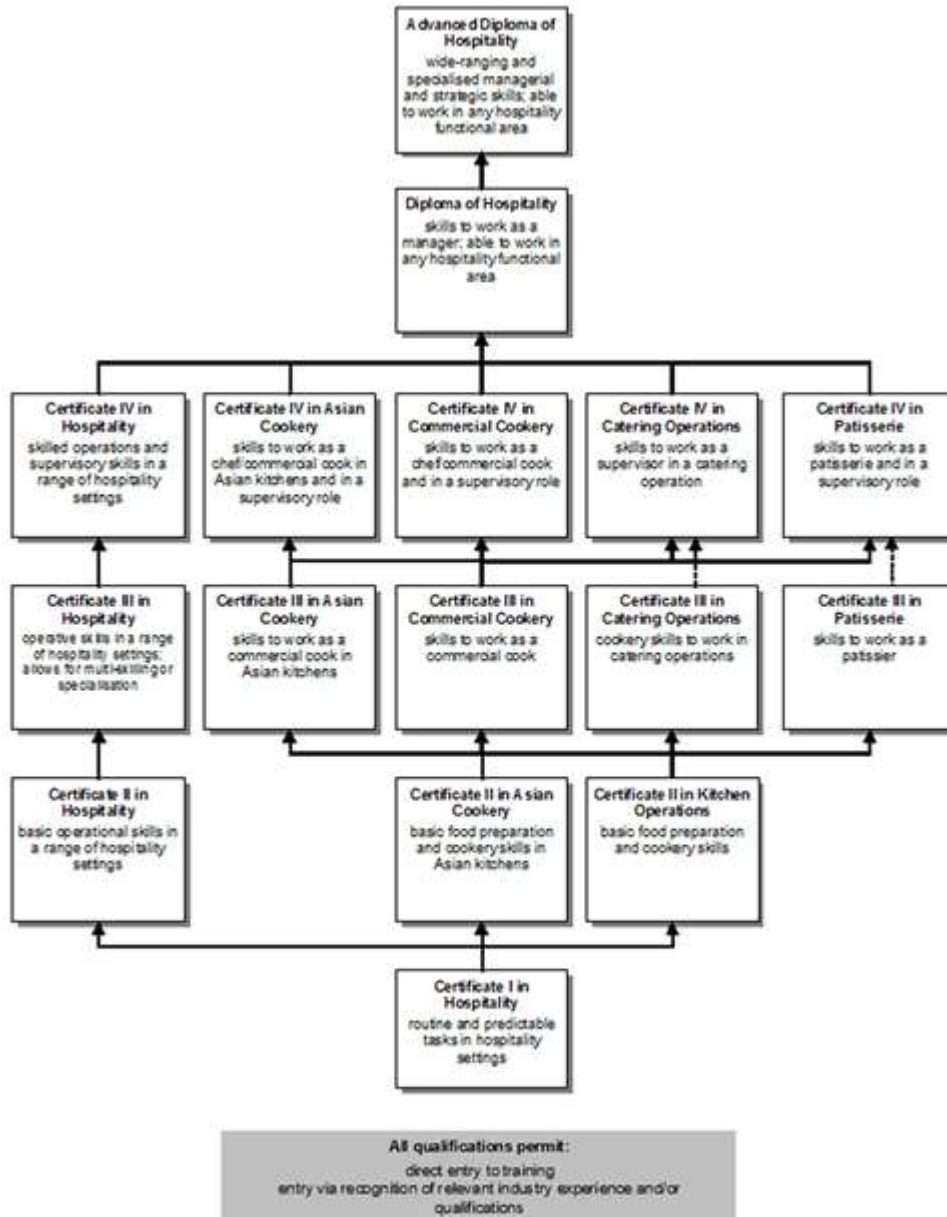 Advanced Diploma of
Hospitality
wide-ranging and
specialised managerial
and strategic skills; able
to work in any hospitality
functional area
Diploma of Hospitality
skills to work as a
manager; able to work in
any hospitality functional
area
Certificate IV in
Hospitality
skilled operations and
supervisory skills in a
range of hospitality
settings
Certificate IV in Asian
Cookery
skills to work as a
chef/commercial cook in
Asian kitchens and in a
supervisory role
Certificate IV in
Commercial Cookery
skills to work as a
chef/commercial cook
and in a supervisory role
Certificate IV in
Catering Operations
skills to work as a
supervisor in a catering
operation
Certificate IV in
Patisserie
skills to work as a
patisserie and in a
supervisory role
Certificate III in
Hospitality
operative skills in a range
of hospitality settings;
allows for multi-skilling or
specialisation
Certificate III in Asian
Cookery
skills to work as a
commercial cook in
Asian kitchens
Certificate III in
Commercial Cookery
skills to work as a
commercial cook
Certificate III in
Catering Operations
cookery skills to work in
catering operations
Certificate III in
Patisserie
skills to work as a
patissier
Certificate II in
Hospitality
basic operational skills in
a range of hospitality
settings
Certificate II in Asian
Cookery
basic food preparation
and cookery skills in
Asian kitchens
Certificate II in Kitchen
Operations
basic food preparation
and cookery skills
Certificate I in
Hospitality
routine and predictable
tasks in hospitality
settings
All qualifications permit:
direct entry to training
entry via recognition of relevant industry experience and/or
qualifications